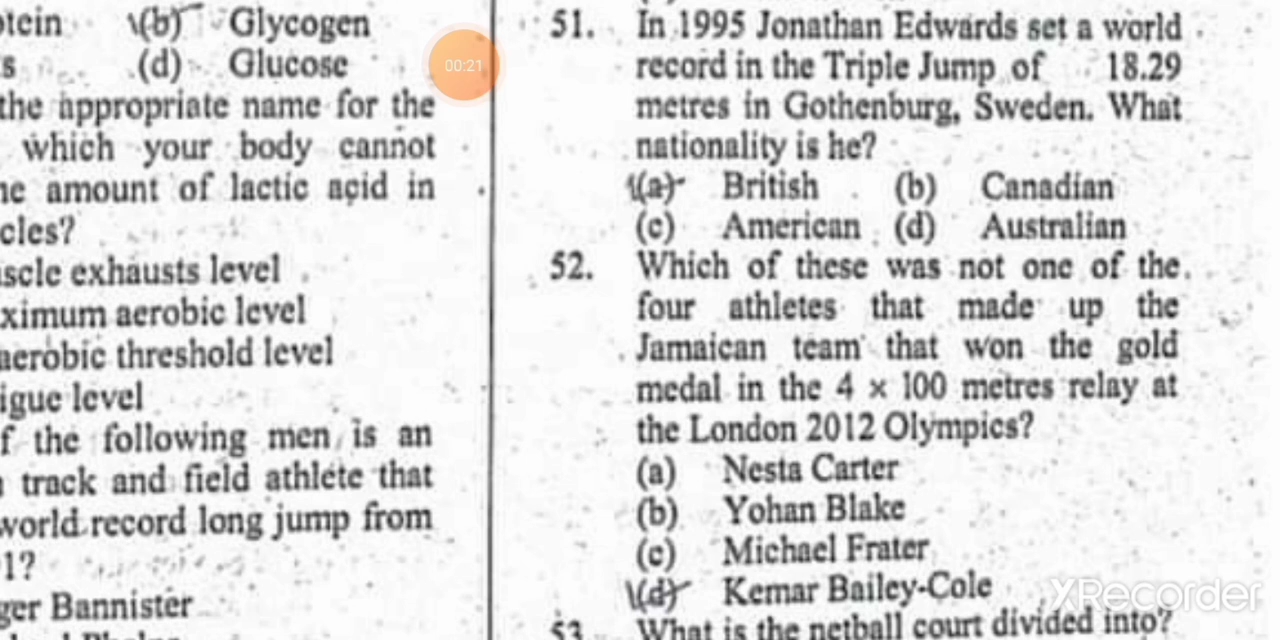 tein (b) Glycogen
s (d) Glucose
the appropriate name for the
which your body cannot
he amount of lactic acid in
cles?
scle exhausts level
ximum aerobic level
aerobic threshold level
igue level
f the following men is an
track and field athlete that
world record long jump from
1?
ger Bannister
00:21
51. In 1995 Jonathan Edwards set a world
record in the Triple Jump of 18.29
metres in Gothenburg, Sweden. What
nationality is he?
(a) British (b) Canadian
(c) American (d) Australian
52. Which of these was not one of the
four athletes that made up the
Jamaican team that won the gold
medal in the 4 × 100 metres relay at
the London 2012 Olympics?
(a) Nesta Carter
(b) Yohan Blake
(c) Michael Frater
(d) Kemar Bailey-Cole
53. What is the netball court divided into?
XRecorder